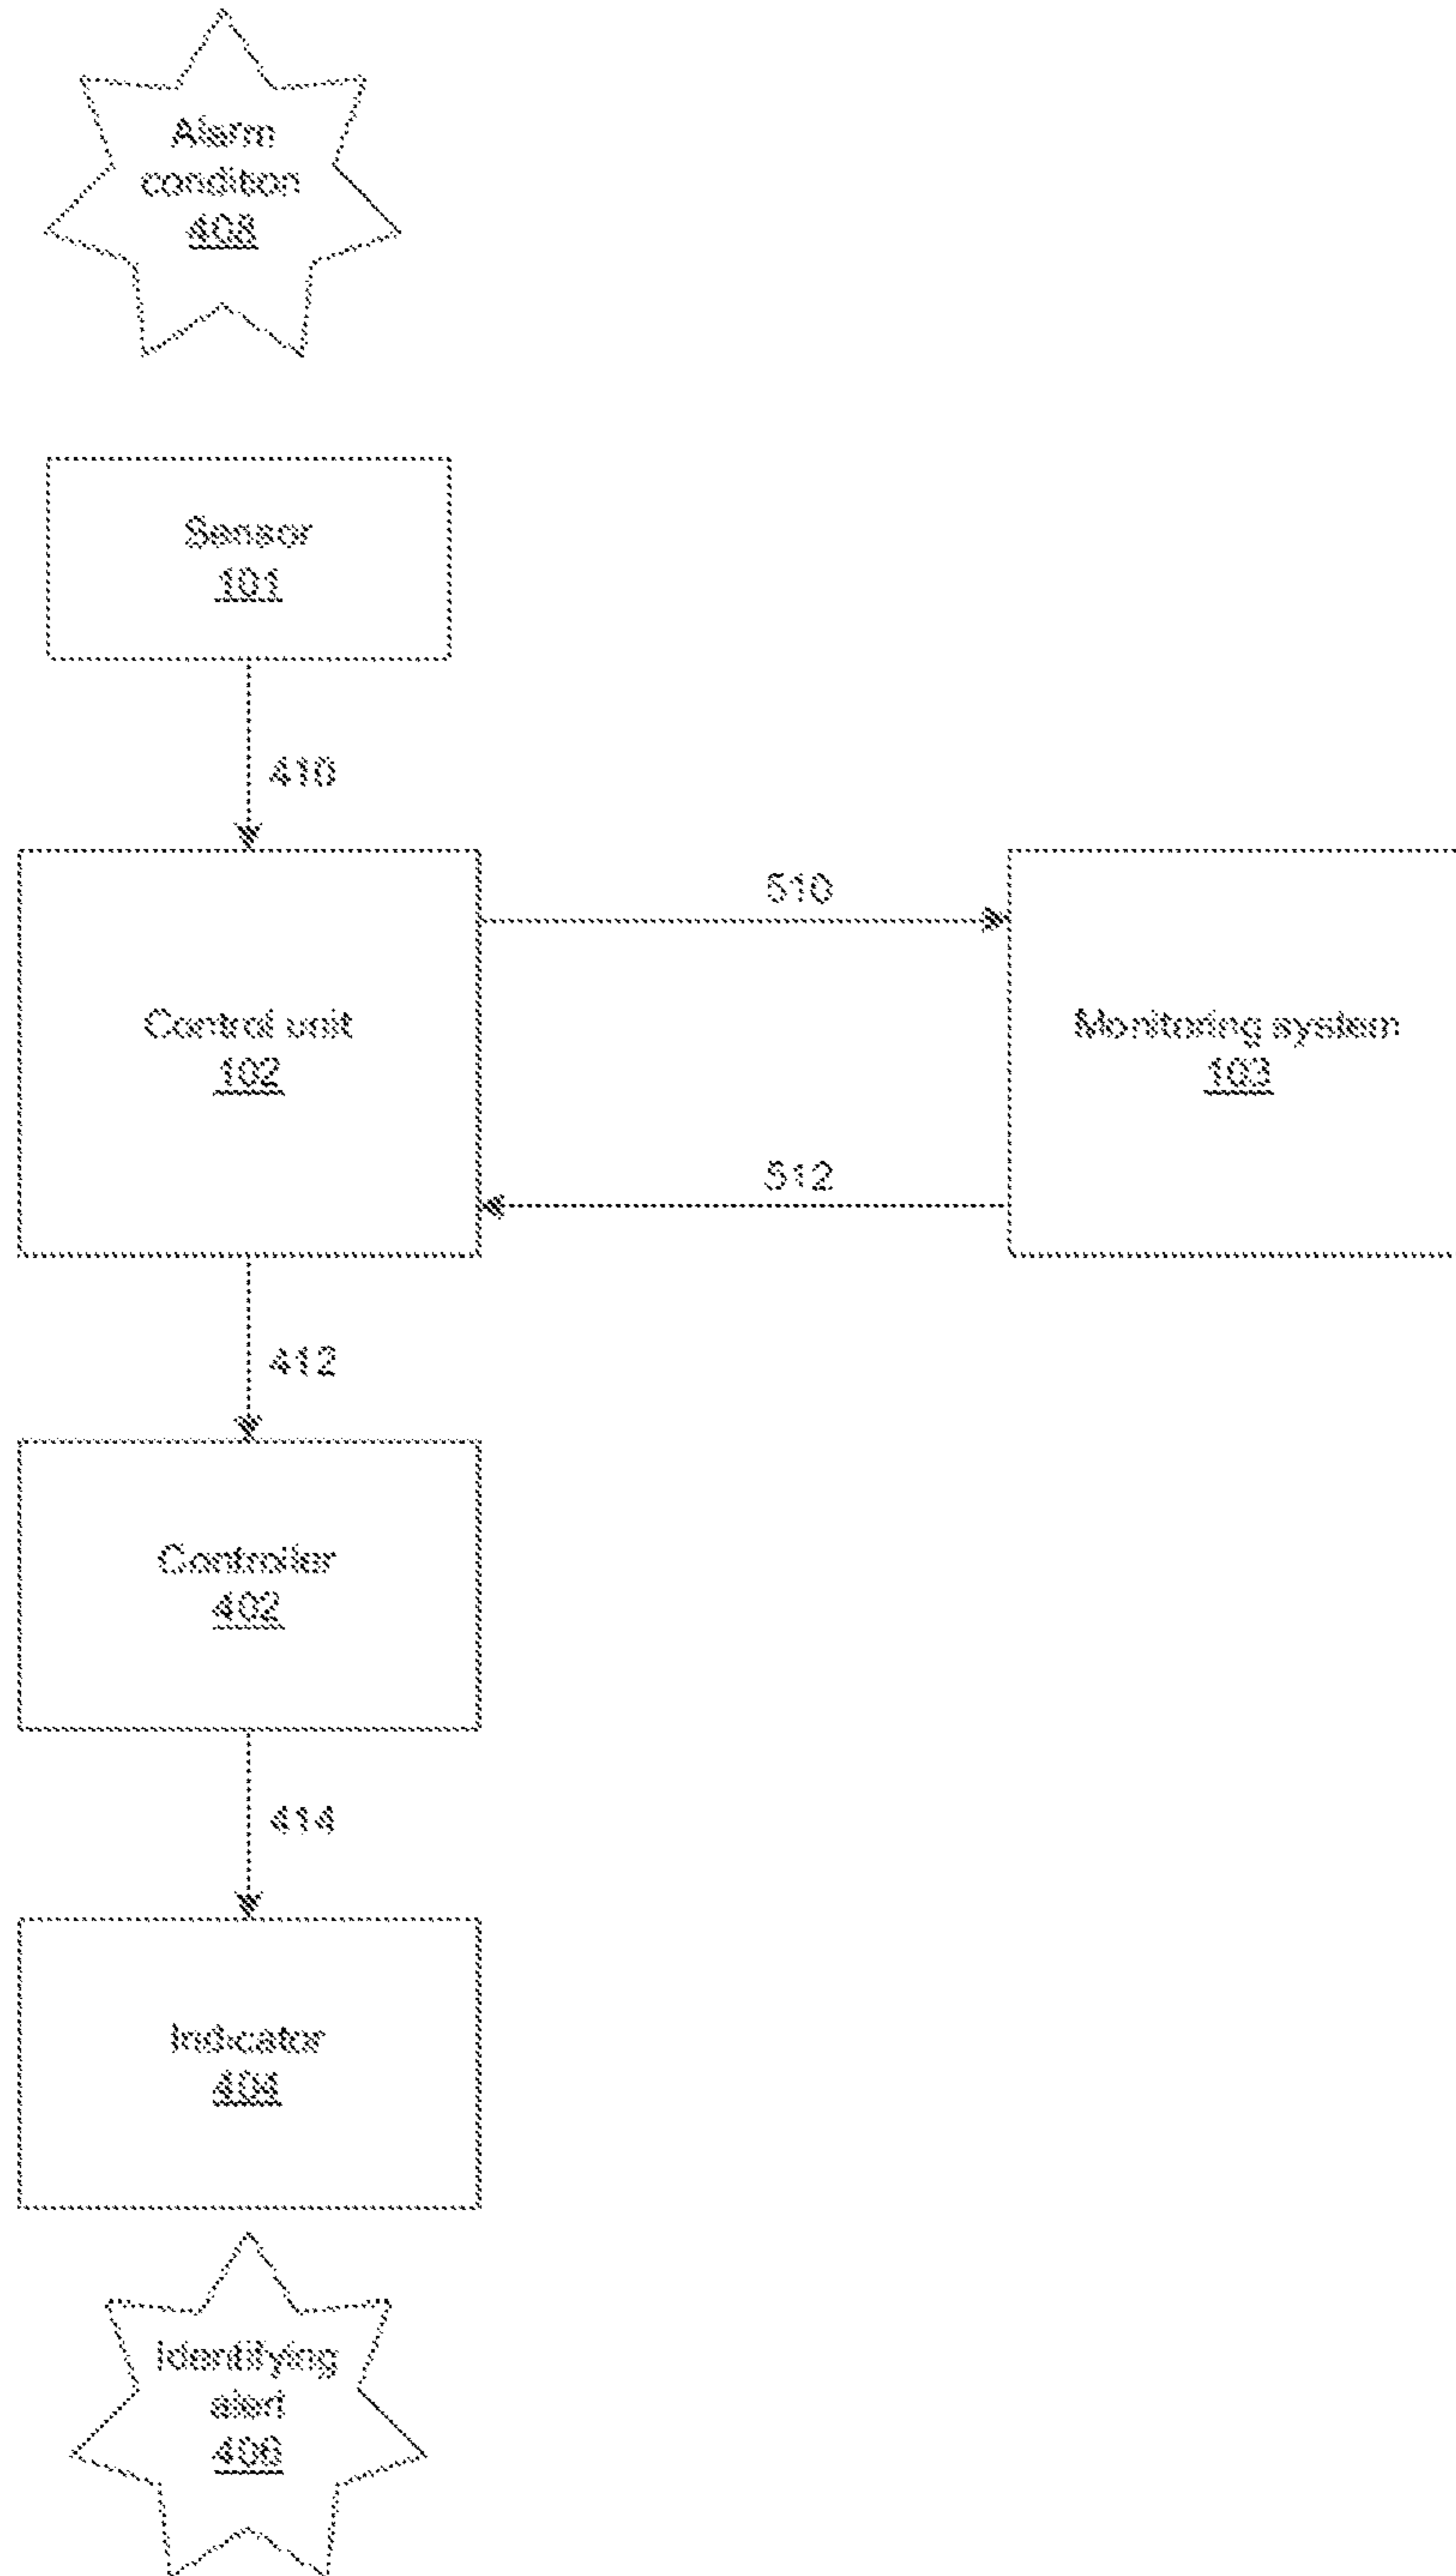 Alarm
condition
408
Sensor
101
410
510
Control unit
102
Monitoring system
103
512
412
Controller
402
414
Indicator
404
Identifying
alert
406